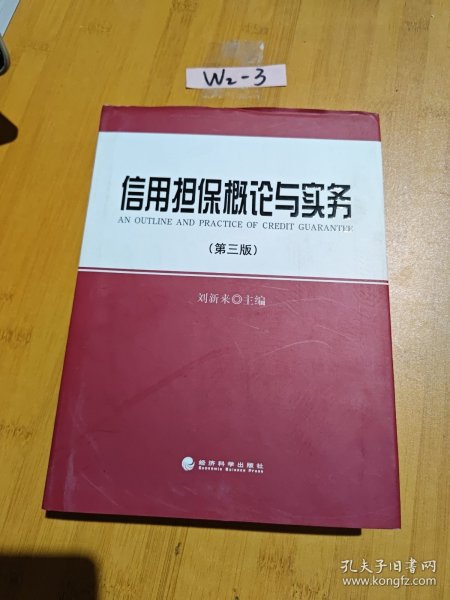 W2-3
信用担保概论与实务
AN OUTLINE AND PRACTICE OF CREDIT GUARANTEE
(第三版)
刘新来◎主编
经济科学出版社
Economic Science Press
孔夫子旧书网
www.kongfz.com